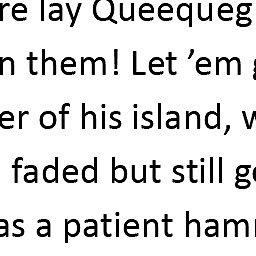 re lay Queequeg
n them! Let ’em
er of his island,
faded but still
as a patient